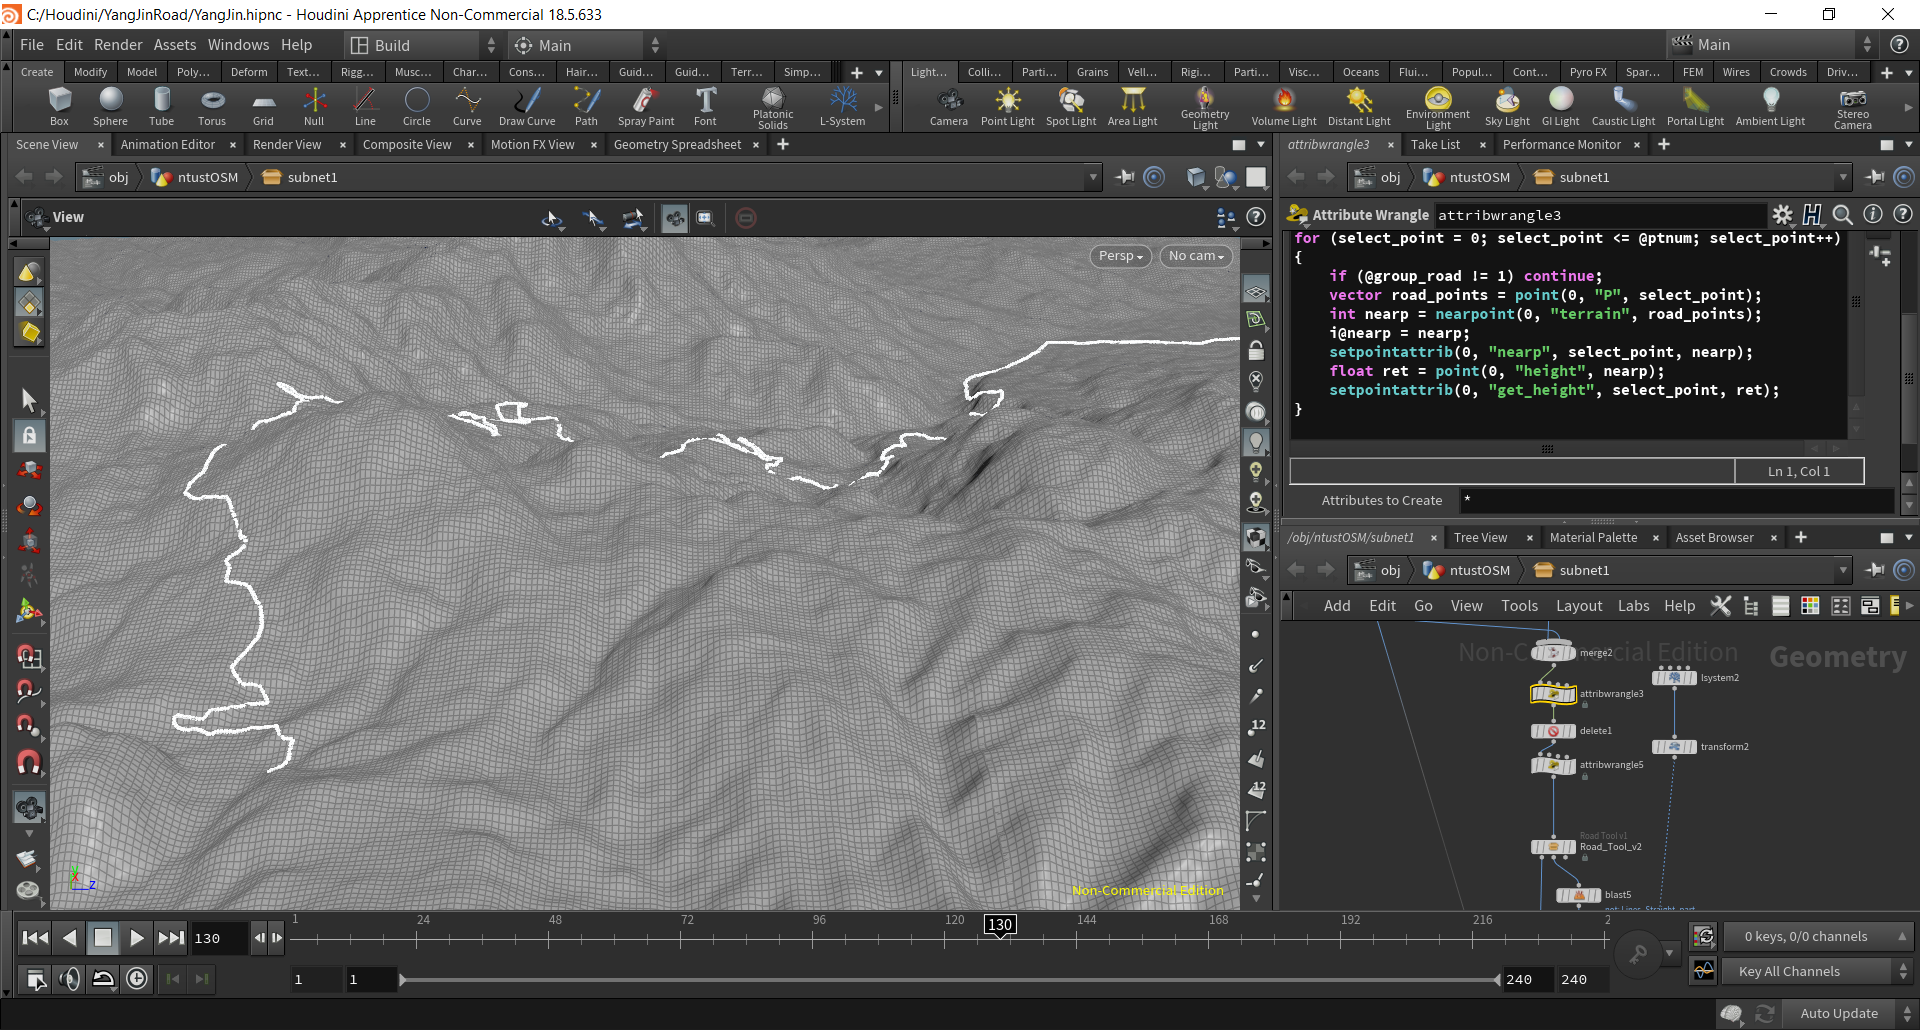 C:/Houdini/YangJinRoad/YangJin.hipnc - Houdini Apprentice Non-Commercial 18.5.633
File Edit Render Assets Windows Help Build Main Main
Create Modify Model Poly... Deform Text... Rigg... Musc... Char... Cons... Hair... Guid... Guid... Terr... Simp...
Light... Colli... Parti... Grains Vell... Rigi... Parti... Visc... Oceans Flui... Popul... Cont... Pyro FX Spar... FEM Wires Crowds Driv...
Box Sphere Tube Torus Grid Null Line Circle Curve Draw Curve Path Spray Paint Font Platonic Solids L-System
Camera Point Light Spot Light Area Light Geometry Light Volume Light Distant Light Environment Light Sky Light GI Light Caustic Light Portal Light Ambient Light Stereo Camera
Scene View Animation Editor Render View Composite View Motion FX View Geometry Spreadsheet
attribwrangle3 Take List Performance Monitor
obj ntustOSM subnet1
obj ntustOSM subnet1
View
Attribute Wrangle attribwrangle3
Persp No cam
for (select_point = 0; select_point <= @ptnum; select_point++)
{
if (@group_road != 1) continue;
vector road_points = point(0, "P", select_point);
int nearp = nearpoint(0, "terrain", road_points);
i@nearp = nearp;
setpointattrib(0, "nearp", select_point, nearp);
float ret = point(0, "height", nearp);
setpointattrib(0, "get_height", select_point, ret);
}
Ln 1, Col 1
Attributes to Create *
/obj/ntustOSM/subnet1 Tree View Material Palette Asset Browser
obj ntustOSM subnet1
Add Edit Go View Tools Layout Labs Help
Non-Commercial Edition
Geometry
merge2
lsystem2
attribwrangle3
delete1
transform2
attribwrangle5
Road Tool v1
Road_Tool_v2
blast5
12
12
z
Non-Commercial Edition
130
1 24 48 72 96 120 144 168 192 216 2
130
0 keys, 0/0 channels
1 1 240 240
Key All Channels
Auto Update